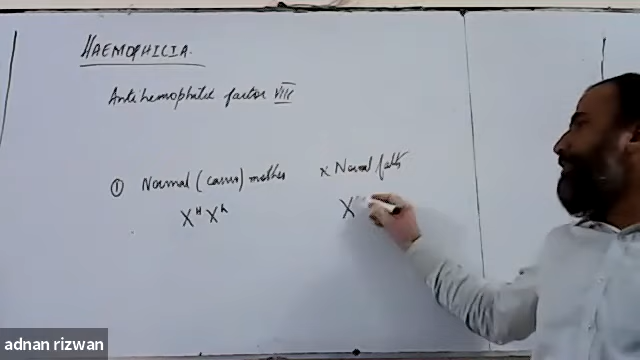 HAEMOPHILIA.
Antihemophilic factor VIII
① Normal (carrier) mother x Normal father
X^H X^h X
adnan rizwan